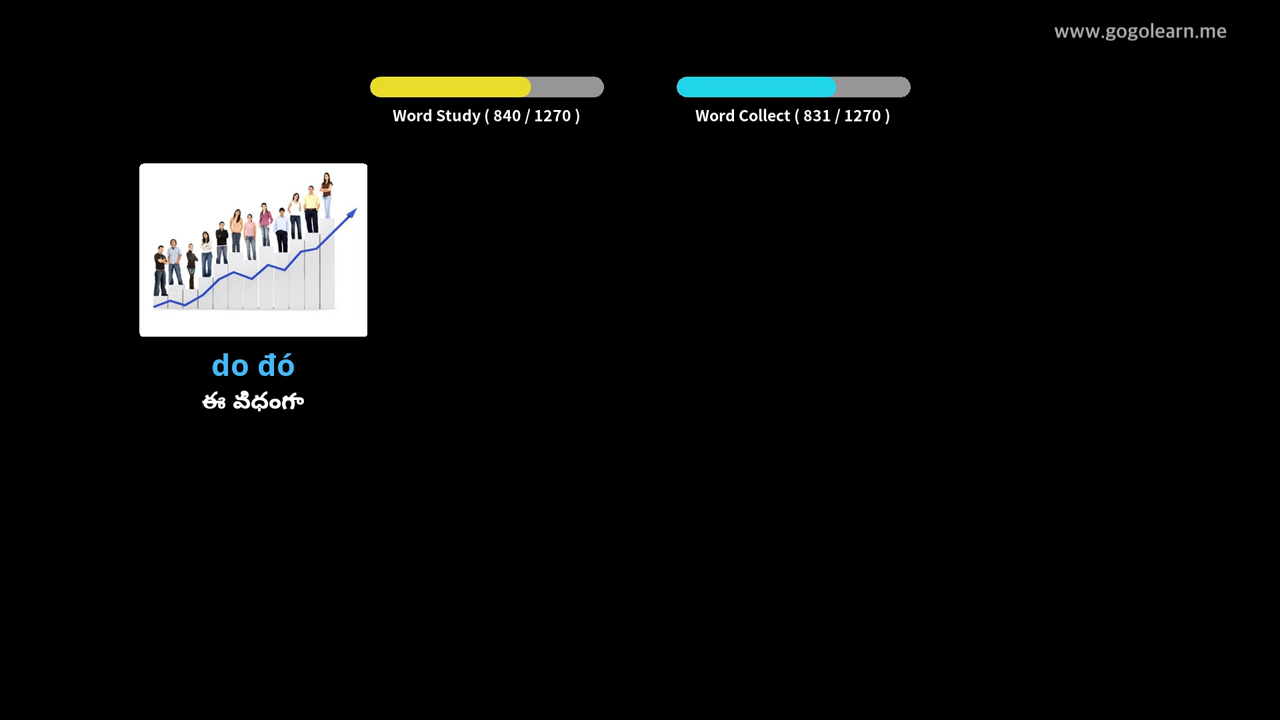 www.gogolearn.me
Word Study ( 840 / 1270 )
Word Collect ( 831 / 1270 )
do đó
ఈ విధంగా